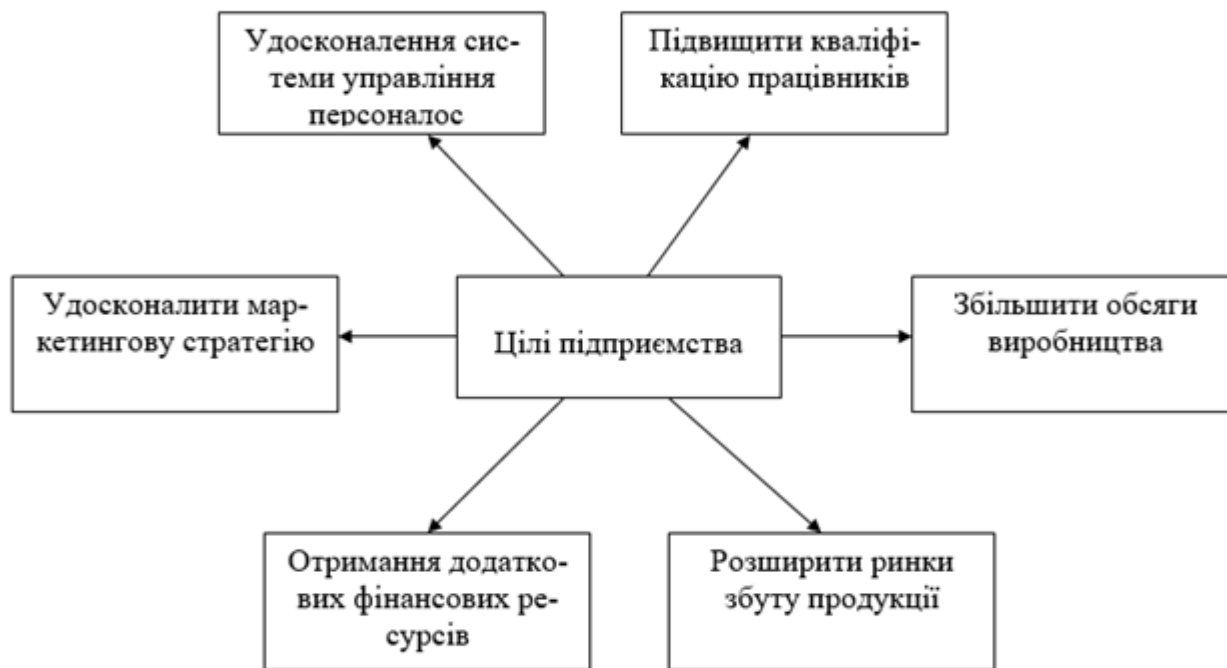 Удосконалення сис-
теми управління
персоналос
Підвищити кваліфі-
кацію працівників
Удосконалити мар-
кетингову стратегію
Цілі підприємства
Збільшити обсяги
виробництва
Отримання додатко-
вих фінансових ре-
сурсів
Розширити ринки
збуту продукції